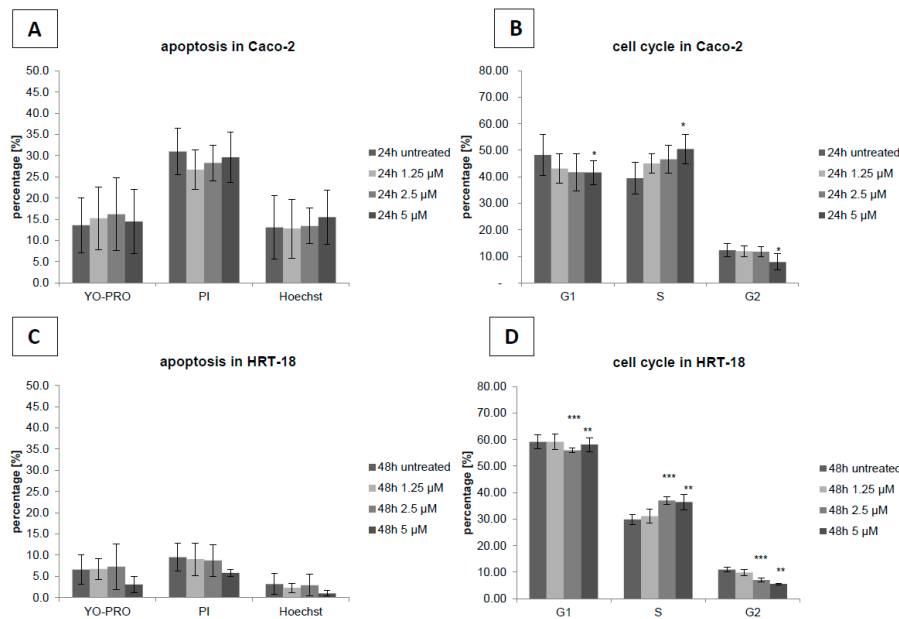 A
apoptosis in Caco-2
percentage [%]
50.0
45.0
40.0
35.0
30.0
25.0
20.0
15.0
10.0
5.0
0.0
YO-PRO PI Hoechst
24h untreated
24h 1.25 µM
24h 2.5 µM
24h 5 µM
B
cell cycle in Caco-2
percentage [%]
80.00
70.00
60.00
50.00
40.00
30.00
20.00
10.00
-
*
*
*
G1 S G2
24h untreated
24h 1.25 µM
24h 2.5 µM
24h 5 µM
C
apoptosis in HRT-18
percentage [%]
50.0
45.0
40.0
35.0
30.0
25.0
20.0
15.0
10.0
5.0
0.0
YO-PRO PI Hoechst
48h untreated
48h 1.25 µM
48h 2.5 µM
48h 5 µM
D
cell cycle in HRT-18
percentage [%]
80.00
70.00
60.00
50.00
40.00
30.00
20.00
10.00
0.00
***
**
***
**
***
**
G1 S G2
48h untreated
48h 1.25 µM
48h 2.5 µM
48h 5 µM